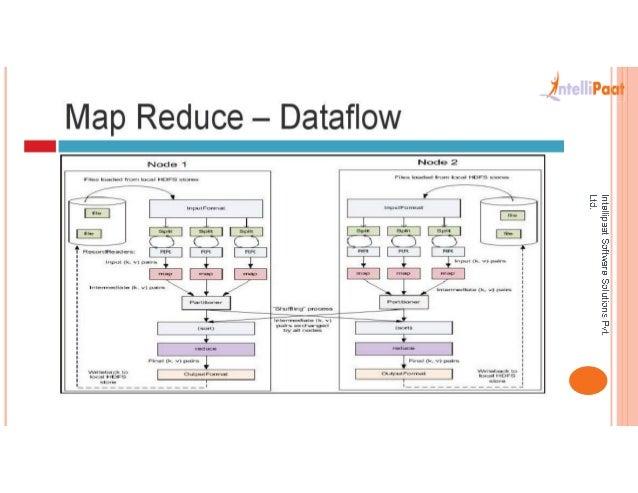 IntelliPaat
Map Reduce – Dataflow
Node 1
Files loaded from local HDFS stores
InputFormat
file
file
Split
Split
Split
RecordReaders:
RR
RR
RR
Input (k, v) pairs
map
map
map
Intermediate (k, v) pairs
Partitioner
"Shuffling" process
Intermediate (k, v)
pairs exchanged
by all nodes
(sort)
reduce
Final (k, v) pairs
Writeback to
local HDFS
store
OutputFormat
Node 2
Files loaded from local HDFS stores
InputFormat
file
file
Split
Split
Split
RR
RR
RR
RecordReaders:
Input (k, v) pairs
map
map
map
Intermediate (k, v) pairs
Partitioner
(sort)
reduce
Final (k, v) pairs
Writeback to
local HDFS
store
OutputFormat
Intellipaat Software Solutions Pvt.
Ltd.